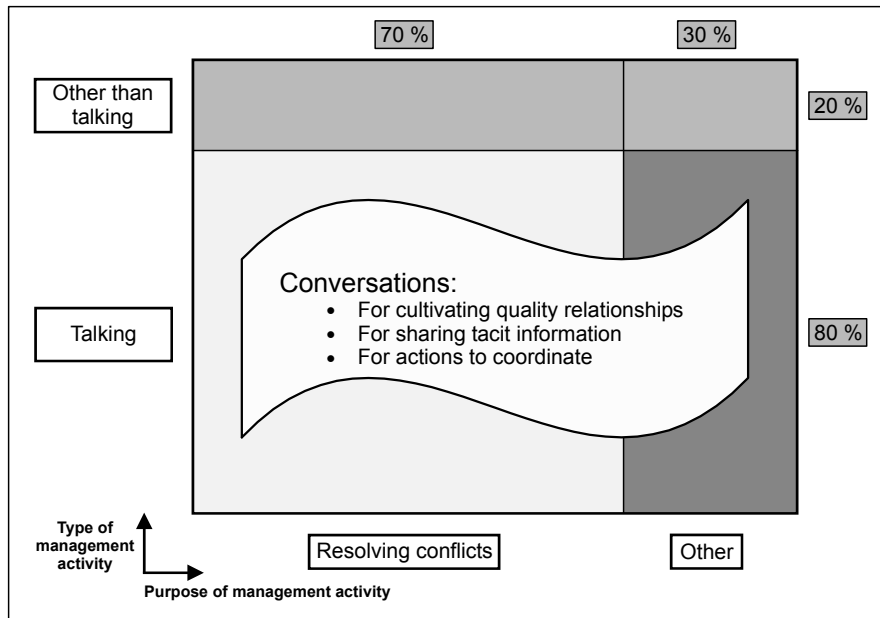 70 %
30 %
Other than
talking
20 %
Conversations:
• For cultivating quality relationships
• For sharing tacit information
• For actions to coordinate
Talking
80 %
Type of
management
activity
Resolving conflicts
Other
Purpose of management activity